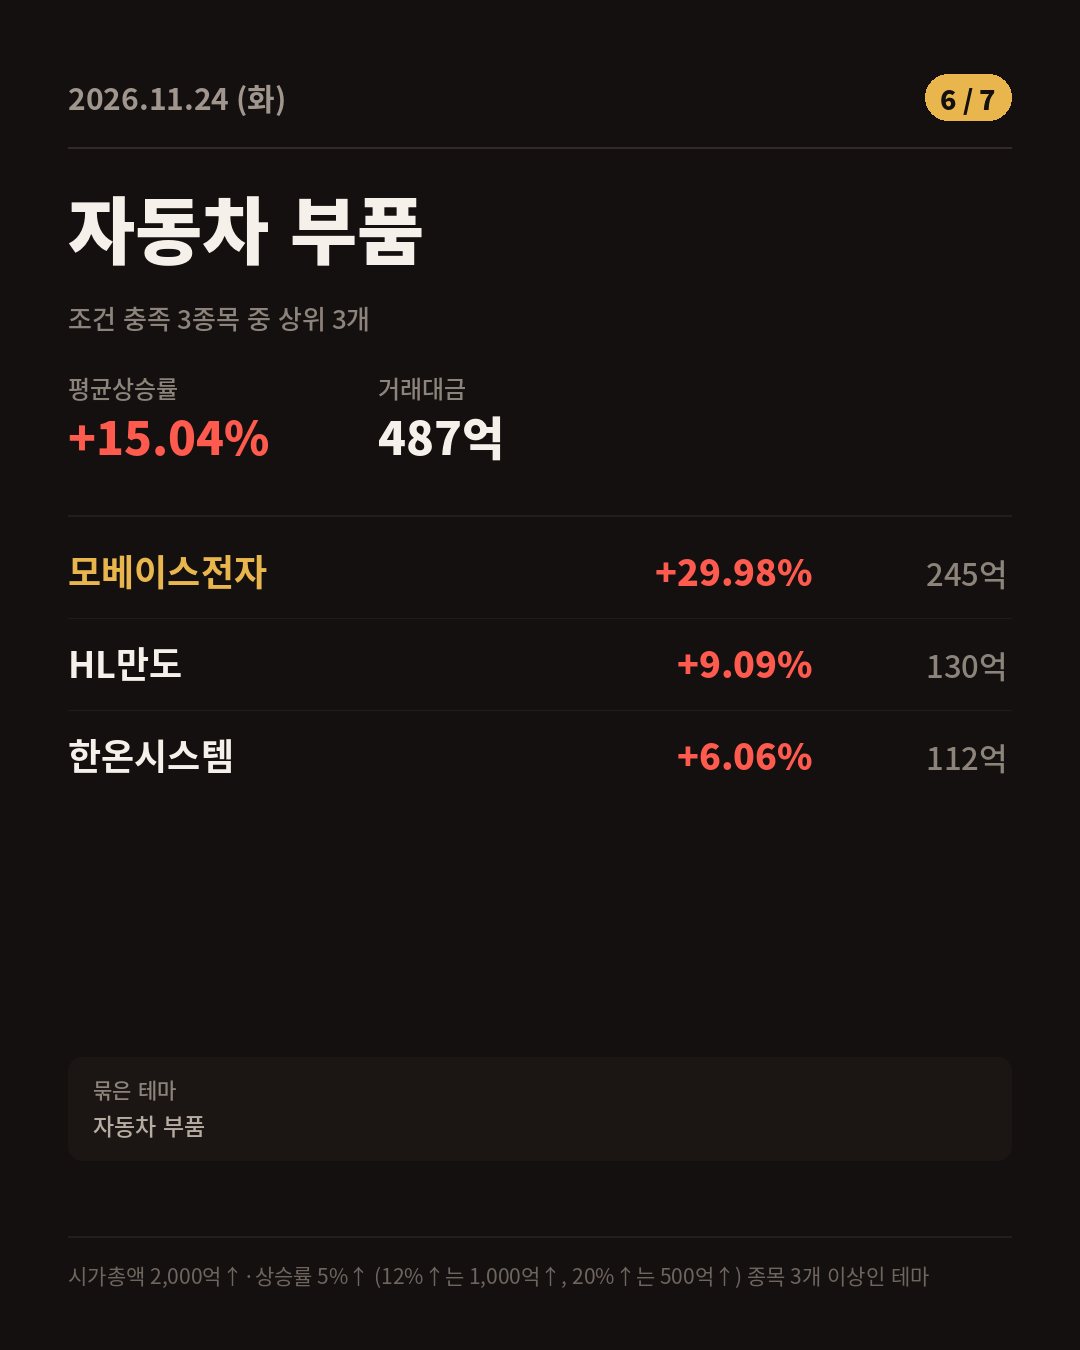 2026.11.24 (화)
6 / 7
자동차 부품
조건 충족 3종목 중 상위 3개
평균상승률 거래대금
+15.04% 487억
모베이스전자 +29.98% 245억
HL만도 +9.09% 130억
한온시스템 +6.06% 112억
묶은 테마
자동차 부품
시가총액 2,000억↑ · 상승률 5%↑ (12%↑는 1,000억↑, 20%↑는 500억↑) 종목 3개 이상인 테마